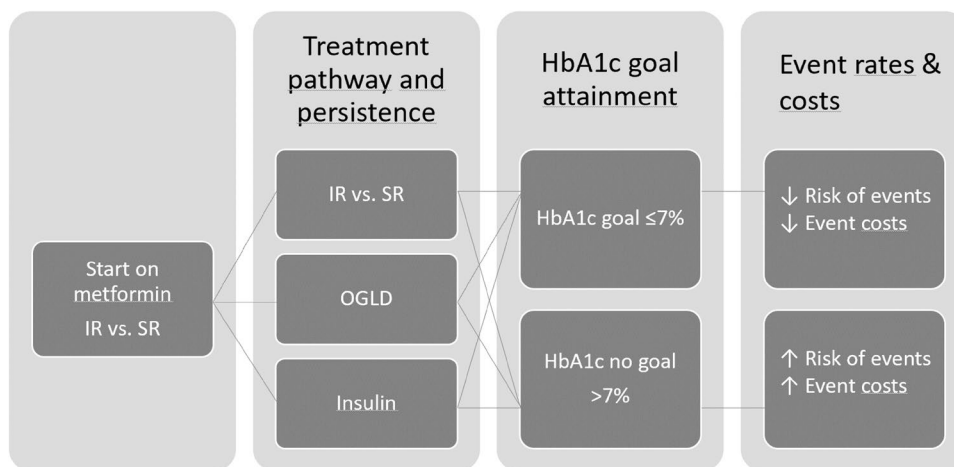 Start on
metformin
IR vs. SR
Treatment
pathway and
persistence
IR vs. SR
OGLD
Insulin
HbA1c goal
attainment
HbA1c goal ≤7%
HbA1c no goal
>7%
Event rates &
costs
↓ Risk of events
↓ Event costs
↑ Risk of events
↑ Event costs